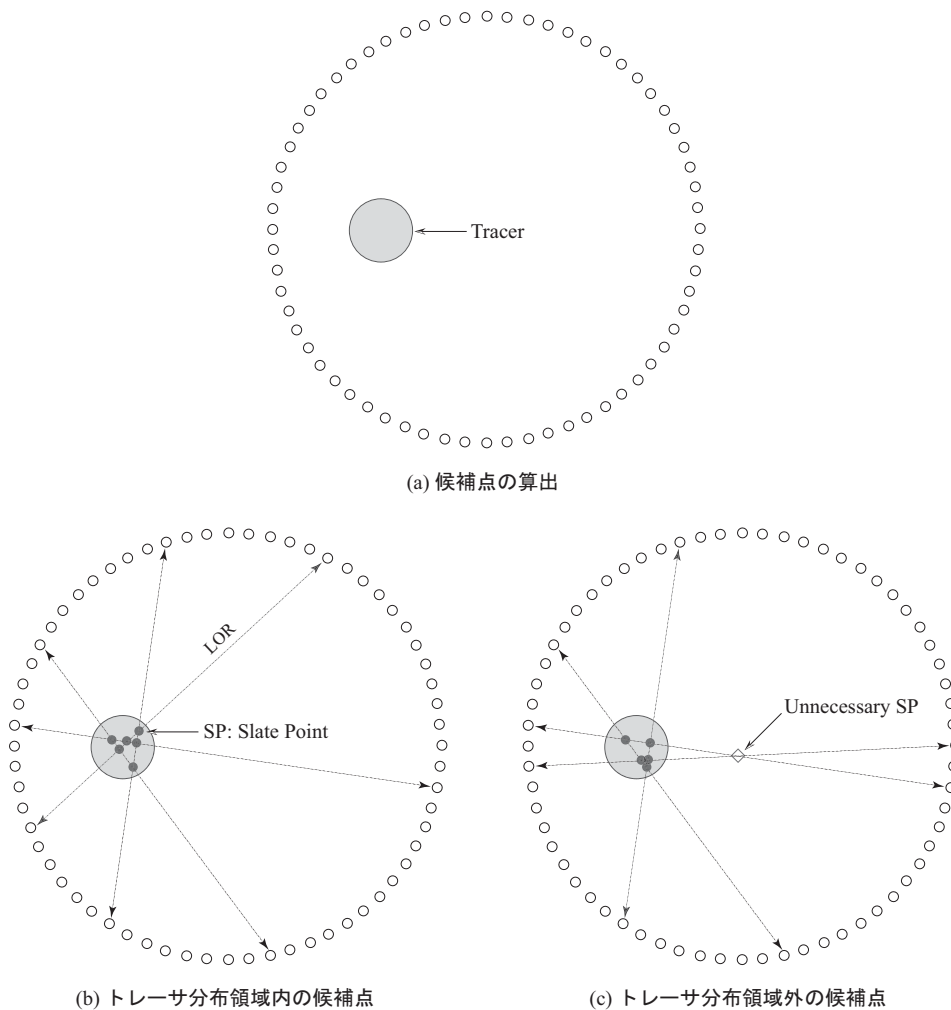 Tracer
(a) 候補点の算出
LOR
SP: Slate Point
Unnecessary SP
(b) トレーサ分布領域内の候補点
(c) トレーサ分布領域外の候補点